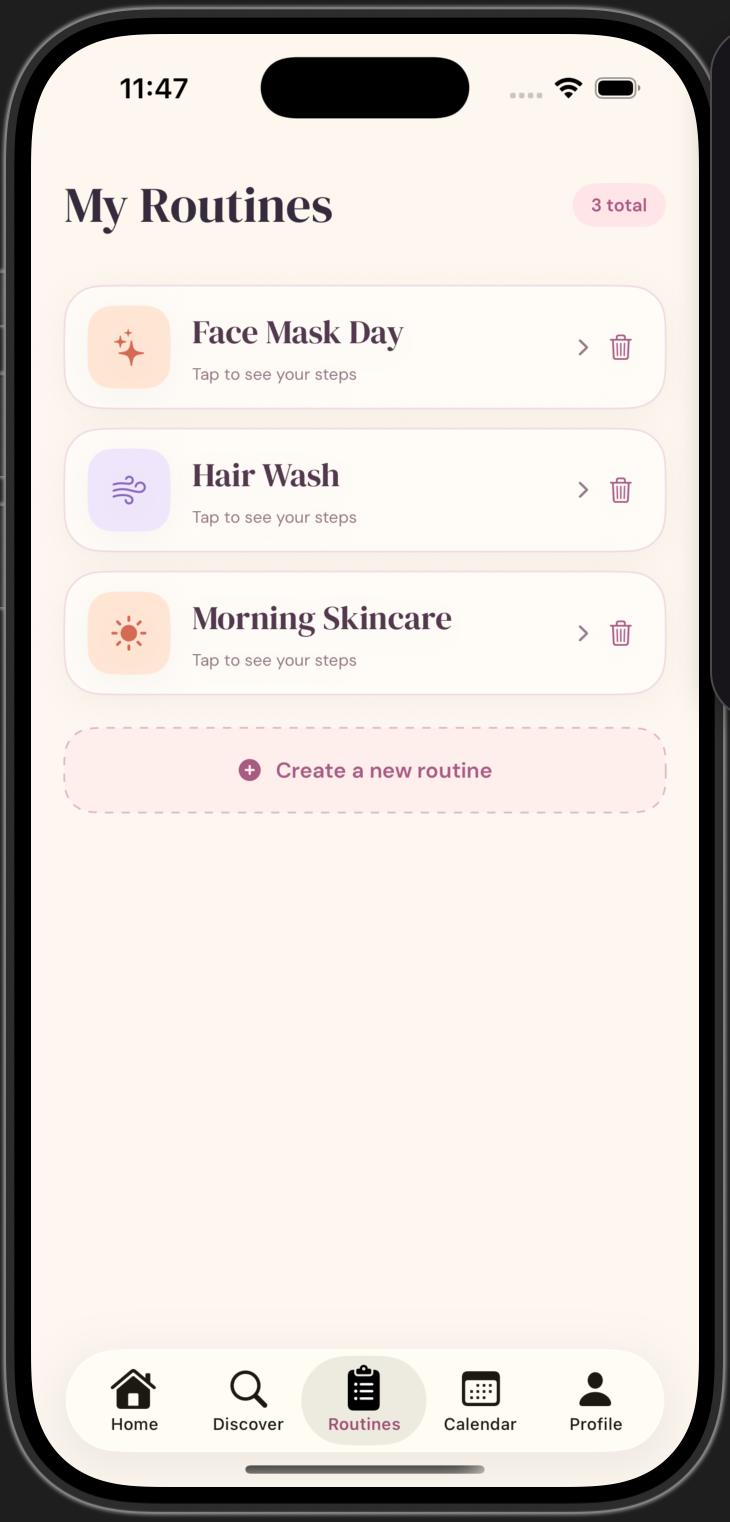 11:47
My Routines
3 total
Face Mask Day
Tap to see your steps
Hair Wash
Tap to see your steps
Morning Skincare
Tap to see your steps
Create a new routine
Home
Discover
Routines
Calendar
Profile